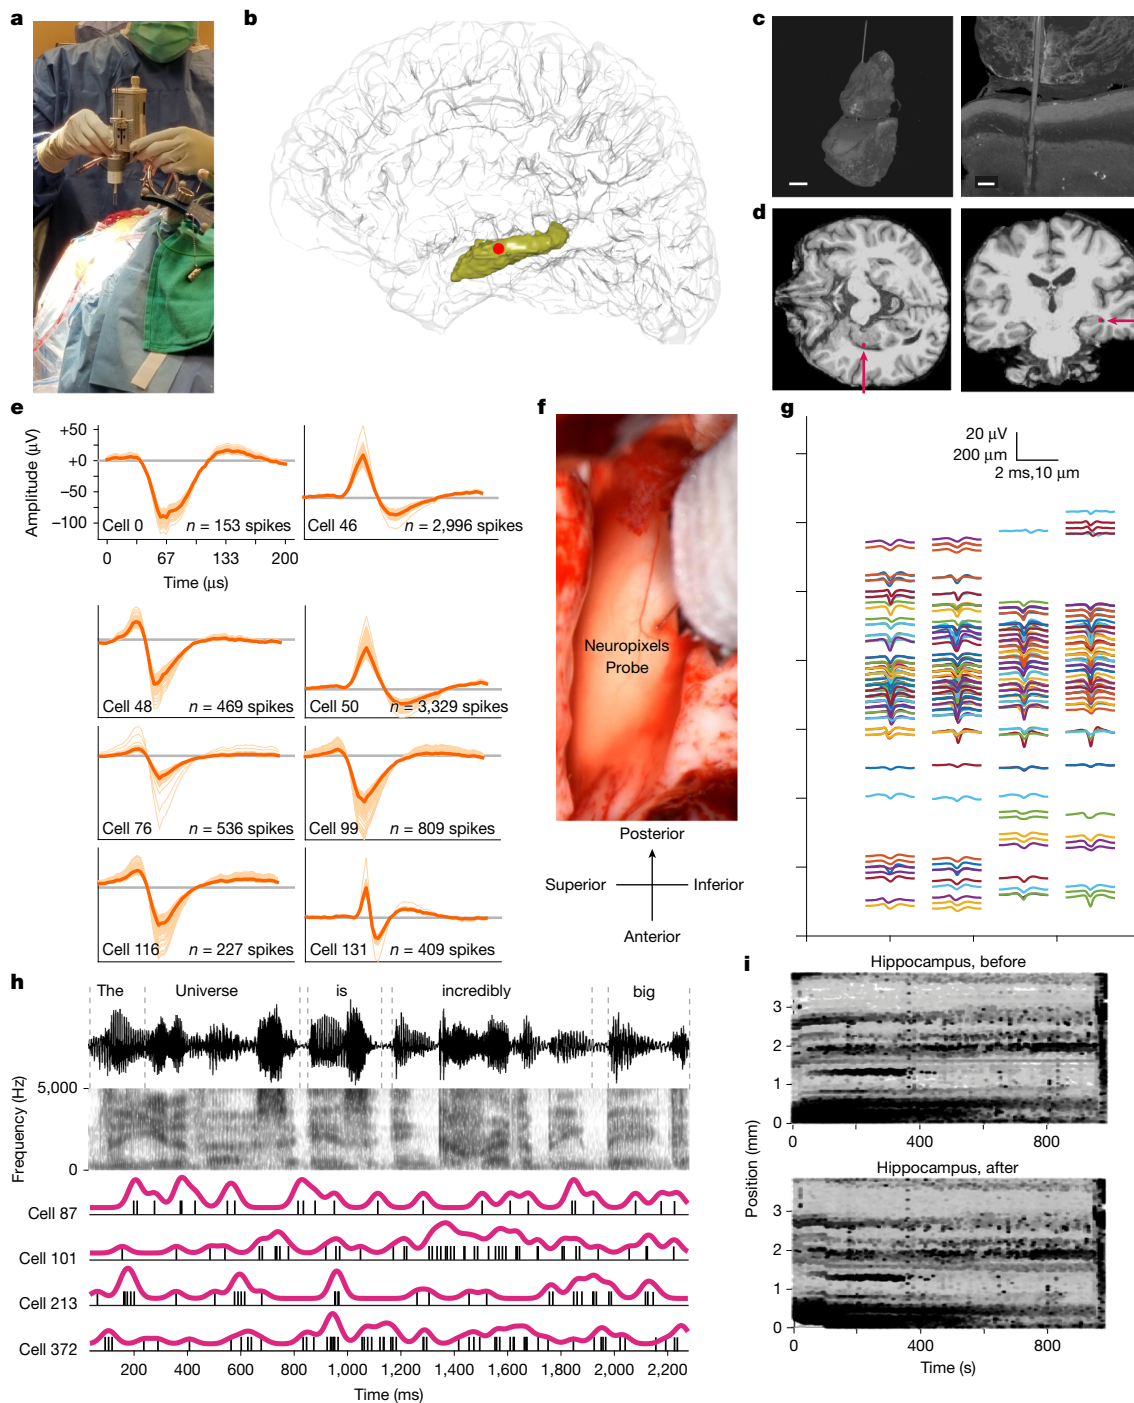 a
b
c
d
e
+50
+0
−50
−100
Amplitude (μV)
Cell 0
n = 153 spikes
Cell 46
n = 2,996 spikes
0
67
133
200
Time (μs)
Cell 48
n = 469 spikes
Cell 50
n = 3,329 spikes
Cell 76
n = 536 spikes
Cell 99
n = 809 spikes
Cell 116
n = 227 spikes
Cell 131
n = 409 spikes
f
Neuropixels
Probe
Posterior
Superior
Inferior
Anterior
g
20 μV
200 μm
2 ms,10 μm
h
The
Universe
is
incredibly
big
5,000
0
Frequency (Hz)
Cell 87
Cell 101
Cell 213
Cell 372
200
400
600
800
1,000
1,200
1,400
1,600
1,800
2,000
2,200
Time (ms)
i
Hippocampus, before
3
2
1
0
0
400
800
Position (mm)
Hippocampus, after
3
2
1
0
0
400
800
Time (s)